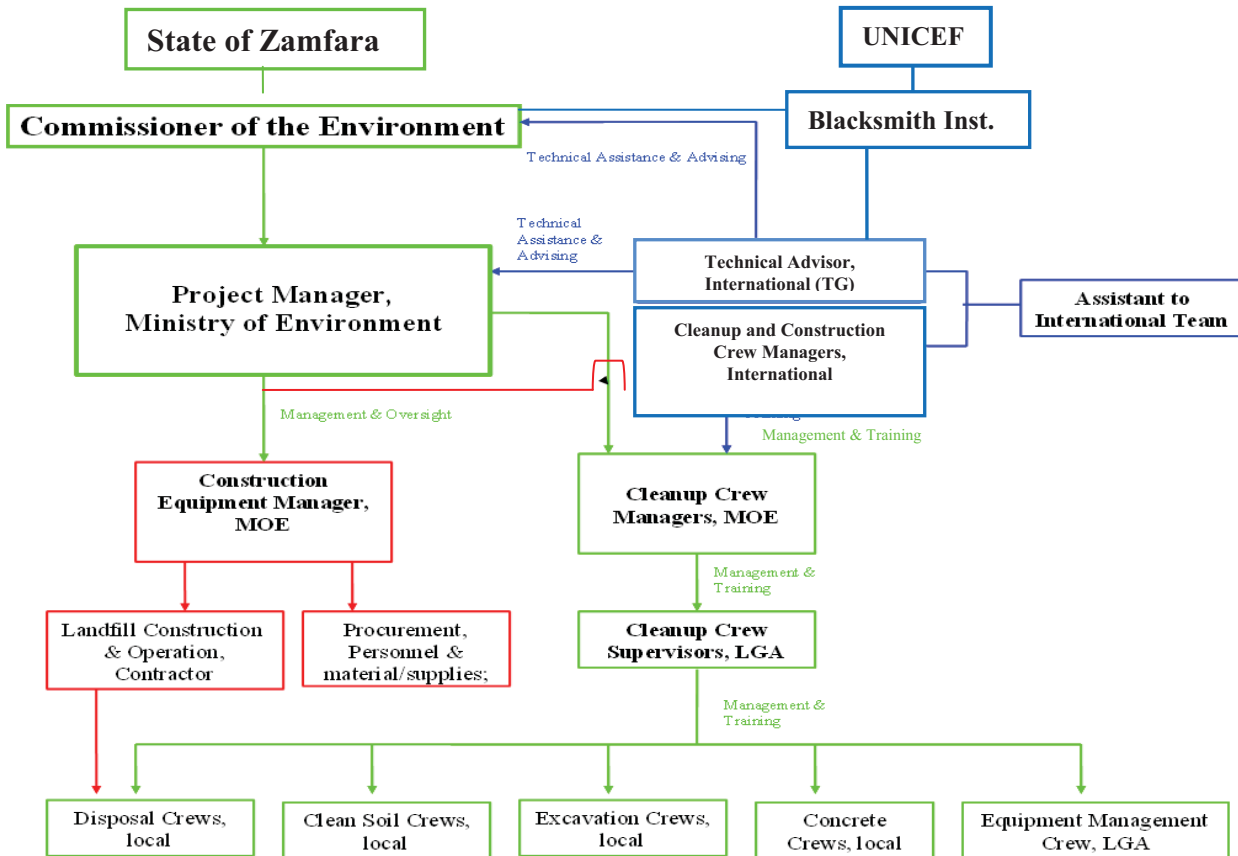 State of Zamfara
UNICEF
Commissioner of the Environment
Blacksmith Inst.
Technical Assistance & Advising
Technical
Assistance &
Advising
Project Manager,
Ministry of Environment
Technical Advisor,
International (TG)
Assistant to
International Team
Cleanup and Construction
Crew Managers,
International
Management & Oversight
Management & Training
Construction
Equipment Manager,
MOE
Cleanup Crew
Managers, MOE
Management &
Training
Landfill Construction
& Operation,
Contractor
Procurement,
Personnel &
material/supplies;
Cleanup Crew
Supervisors, LGA
Management &
Training
Disposal Crews,
local
Clean Soil Crews,
local
Excavation Crews,
local
Concrete
Crews, local
Equipment Management
Crew, LGA